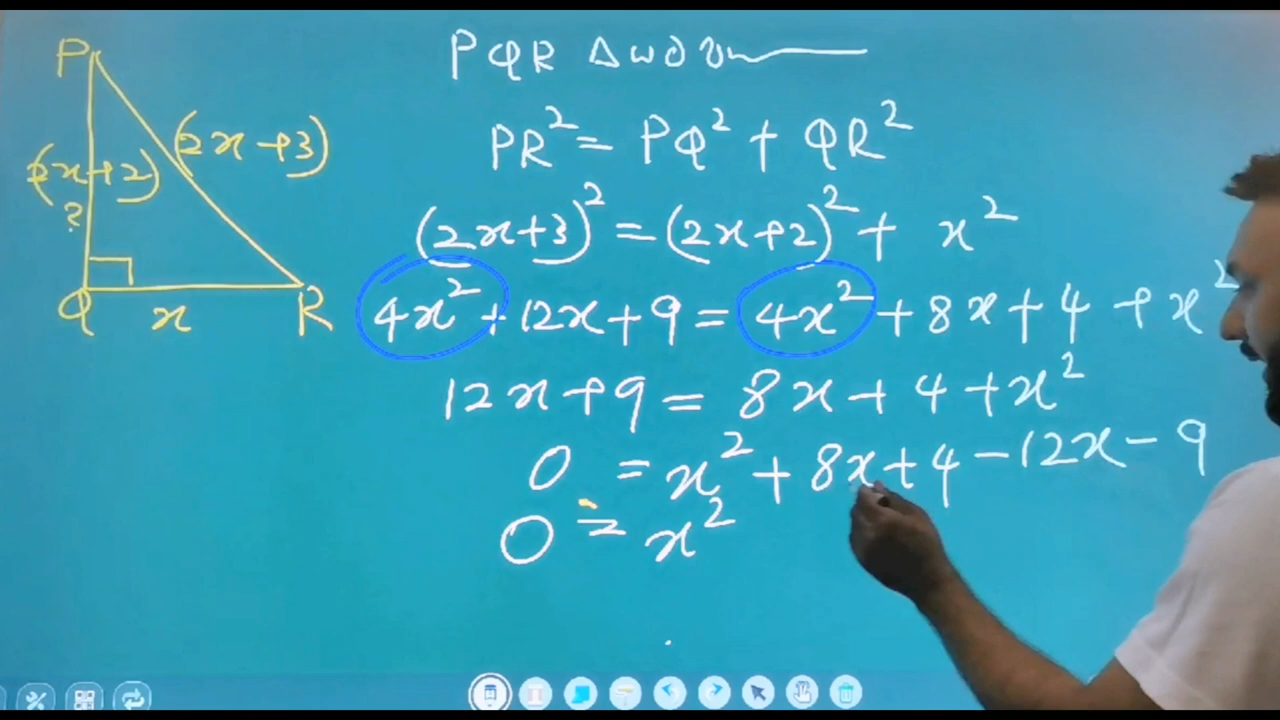 P
(2x+3)
(2x+2)
?
Q
x
R
PQR Δ
PR² = PQ² + QR²
(2x+3)² = (2x+2)² + x²
4x² + 12x + 9 = 4x² + 8x + 4 + x²
12x + 9 = 8x + 4 + x²
0 = x² + 8x + 4 - 12x - 9
0 = x²